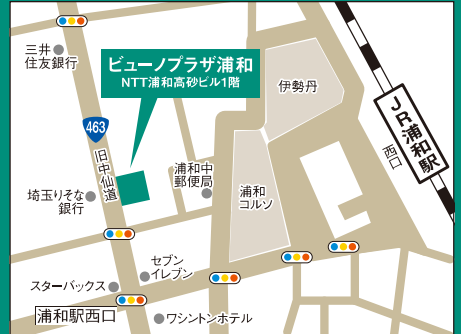 三井
住友銀行
ビューノプラザ浦和
NTT浦和高砂ビル1階
伊勢丹
JR浦和駅
西口
463
旧中仙道
浦和中
郵便局
埼玉りそな
銀行
浦和
コルソ
セブン
イレブン
スターバックス
浦和駅西口
ワシントンホテル